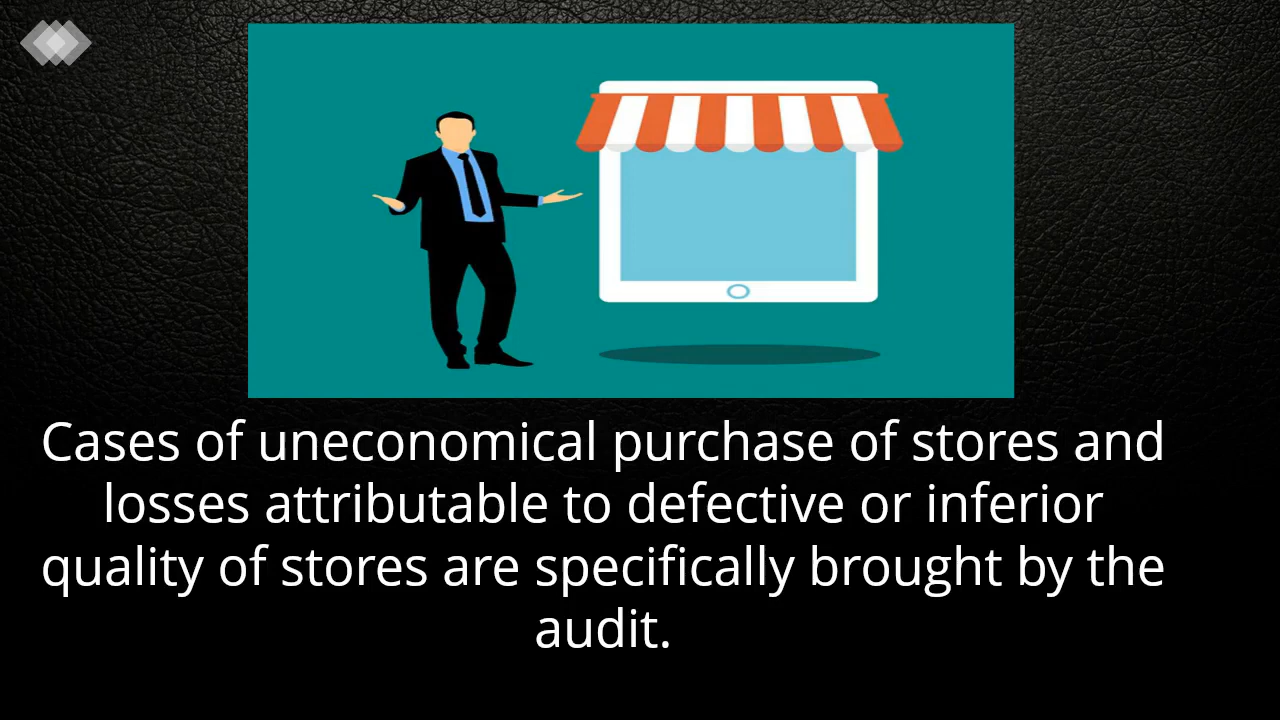 Cases of uneconomical purchase of stores and
losses attributable to defective or inferior
quality of stores are specifically brought by the
audit.